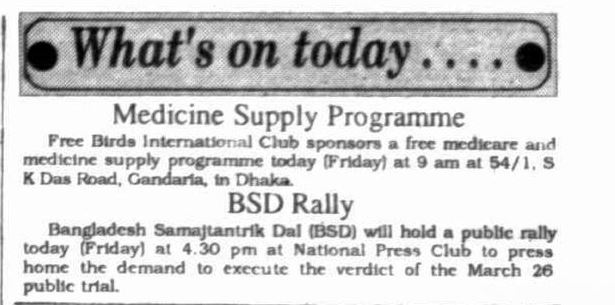 What's on today....
Medicine Supply Programme
Free Birds International Club sponsors a free medicare and
medicine supply programme today (Friday) at 9 am at 54/1, S
K Das Road, Gandaria, in Dhaka.
BSD Rally
Bangladesh Samajtantrik Dal (BSD) will hold a public rally
today (Friday) at 4.30 pm at National Press Club to press
home the demand to execute the verdict of the March 26
public trial.